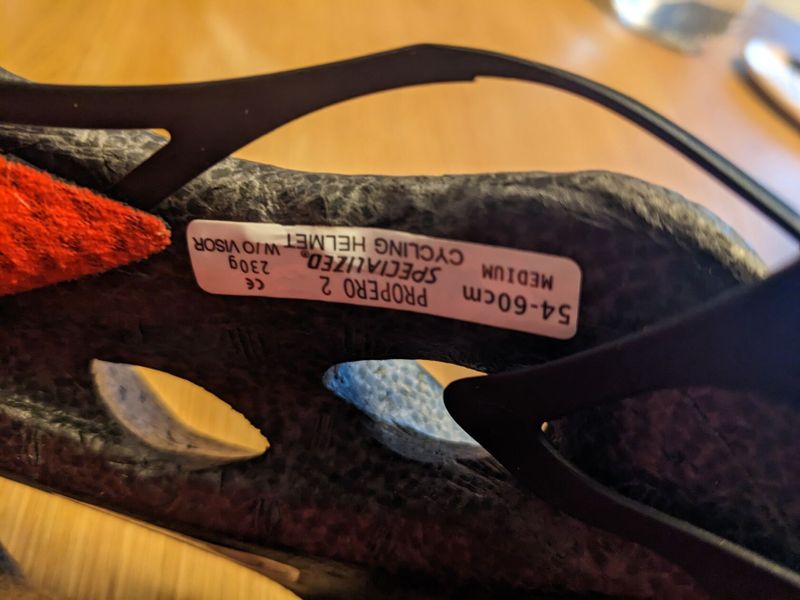 54-60cm PROPERO 2 CE
MEDIUM SPECIALIZED® 230g
CYCLING HELMET W/O VISOR